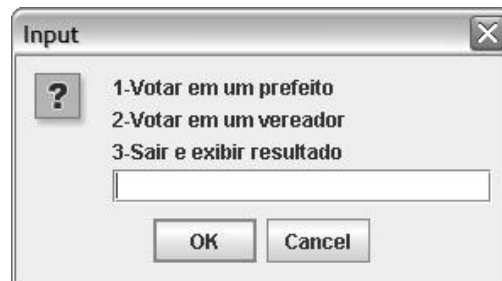 Input
?
1-Votar em um prefeito
2-Votar em um vereador
3-Sair e exibir resultado
OK Cancel